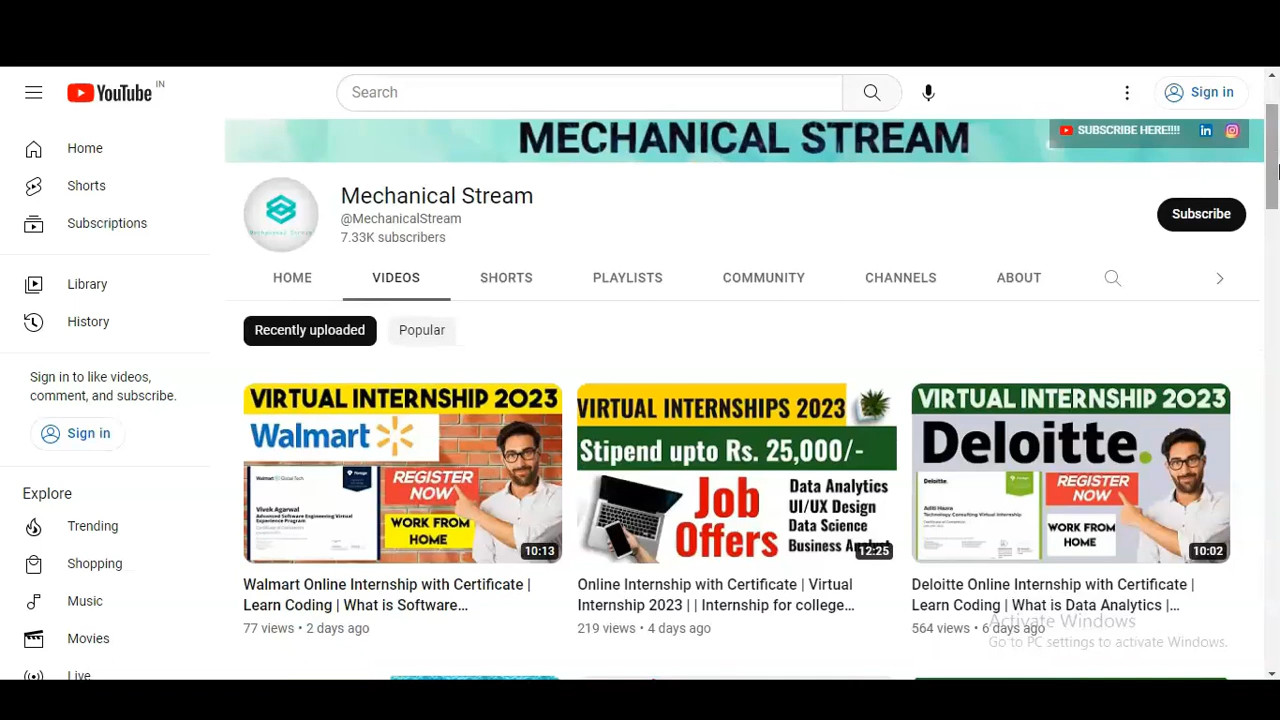 YouTube IN
Search
Sign in
Home
Shorts
Subscriptions
Library
History
Sign in to like videos,
comment, and subscribe.
Sign in
Explore
Trending
Shopping
Music
Movies
Live
MECHANICAL STREAM
SUBSCRIBE HERE!!!!
Mechanical Stream
@MechanicalStream
7.33K subscribers
Subscribe
HOME
VIDEOS
SHORTS
PLAYLISTS
COMMUNITY
CHANNELS
ABOUT
Recently uploaded
Popular
VIRTUAL INTERNSHIP 2023
Walmart
Vivek Agarwal
REGISTER
NOW
WORK FROM
HOME
10:13
Walmart Online Internship with Certificate |
Learn Coding | What is Software...
77 views • 2 days ago
VIRTUAL INTERNSHIPS 2023
Stipend upto Rs. 25,000/-
Job
Offers
Data Analytics
UI/UX Design
Data Science
Business
12:25
Online Internship with Certificate | Virtual
Internship 2023 | | Internship for college...
219 views • 4 days ago
VIRTUAL INTERNSHIP 2023
Deloitte.
Deloitte.
REGISTER
NOW
WORK FROM
HOME
10:02
Deloitte Online Internship with Certificate |
Learn Coding | What is Data Analytics |...
564 views • 6 days ago
Activate Windows
Go to PC settings to activate Windows.